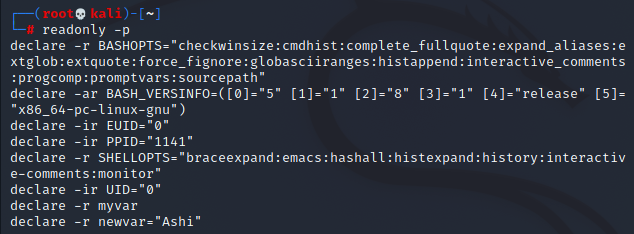 ┌──(root💀kali)-[~]
└─# readonly -p
declare -r BASHOPTS="checkwinsize:cmdhist:complete_fullquote:expand_aliases:e
xtglob:extquote:force_fignore:globasciiranges:histappend:interactive_comments
:progcomp:promptvars:sourcepath"
declare -ar BASH_VERSINFO=([0]="5" [1]="1" [2]="8" [3]="1" [4]="release" [5]=
"x86_64-pc-linux-gnu")
declare -ir EUID="0"
declare -ir PPID="1141"
declare -r SHELLOPTS="braceexpand:emacs:hashall:histexpand:history:interactiv
e-comments:monitor"
declare -ir UID="0"
declare -r myvar
declare -r newvar="Ashi"